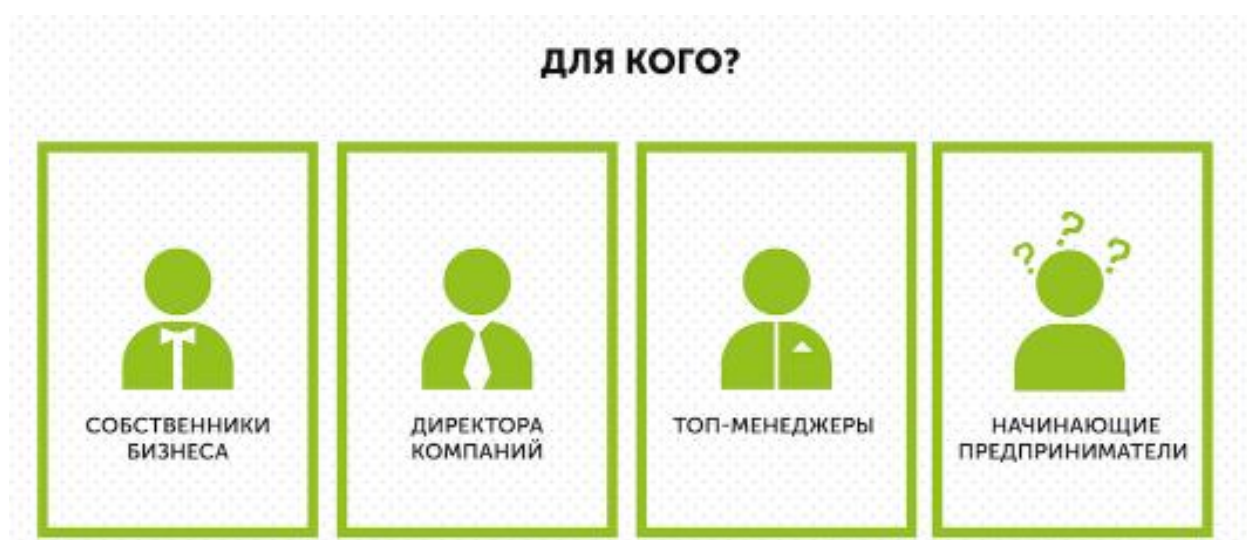 ДЛЯ КОГО?
СОБСТВЕННИКИ
БИЗНЕСА
ДИРЕКТОРА
КОМПАНИЙ
ТОП-МЕНЕДЖЕРЫ
? ? ?
НАЧИНАЮЩИЕ
ПРЕДПРИНИМАТЕЛИ